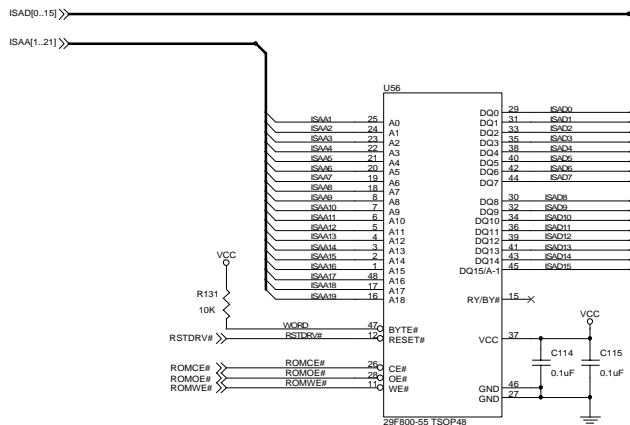 ISAD[0..15]
ISAA[1..21]
U56
ISAA1 25 A0 DQ0 29 ISAD0
ISAA2 24 A1 DQ1 31 ISAD1
ISAA3 23 A2 DQ2 33 ISAD2
ISAA4 22 A3 DQ3 35 ISAD3
ISAA5 21 A4 DQ4 38 ISAD4
ISAA6 20 A5 DQ5 40 ISAD5
ISAA7 19 A6 DQ6 42 ISAD6
ISAA8 18 A7 DQ7 44 ISAD7
ISAA9 8 A8 DQ8 30 ISAD8
ISAA10 7 A9 DQ9 32 ISAD9
ISAA11 6 A10 DQ10 34 ISAD10
ISAA12 5 A11 DQ11 36 ISAD11
ISAA13 4 A12 DQ12 39 ISAD12
ISAA14 3 A13 DQ13 41 ISAD13
ISAA15 2 A14 DQ14 43 ISAD14
ISAA16 1 A15 DQ15/A-1 45 ISAD15
ISAA17 48 A16
ISAA18 17 A17
ISAA19 16 A18 RY/BY# 15
VCC
R131
10K
WORD 47 BYTE#
RSTDRV# RSTDRV# 12 RESET#
VCC 37 VCC
C114 C115
0.1uF 0.1uF
ROMCE# ROMCE# 26 CE#
ROMOE# ROMOE# 28 OE#
ROMWE# ROMWE# 11 WE#
GND 46
GND 27
29F800-55 TSOP48